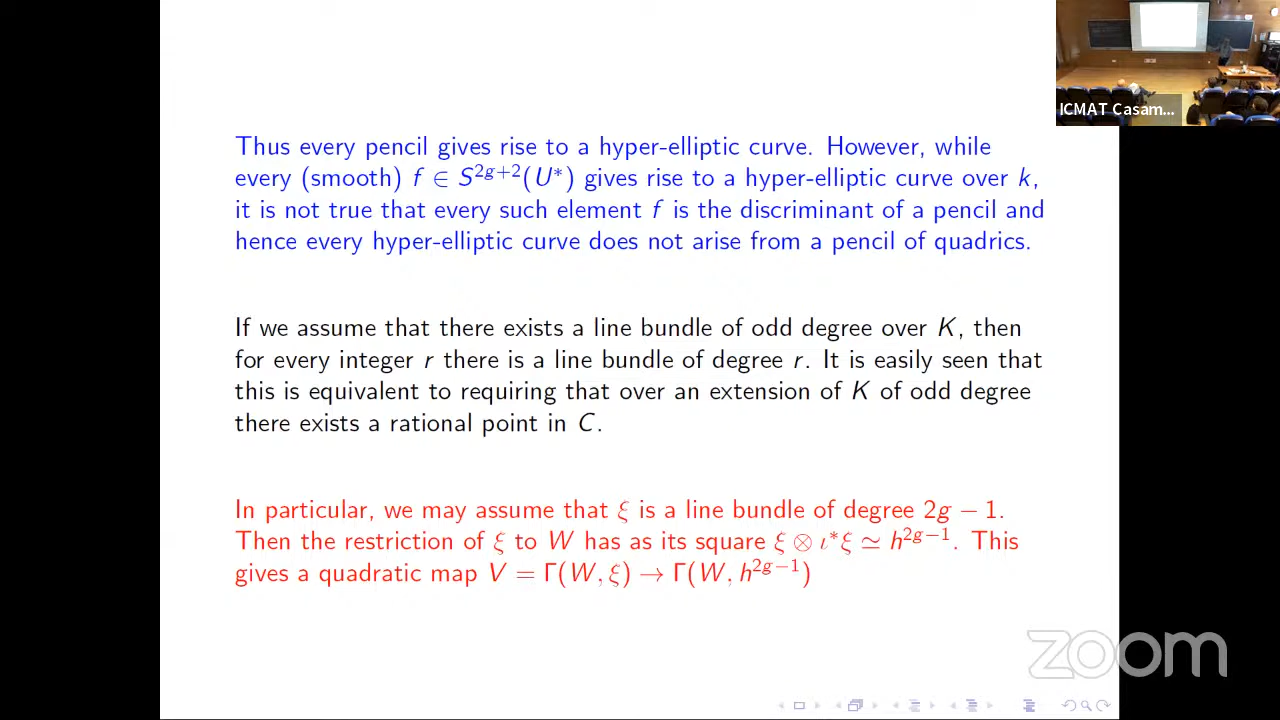 ICMAT Casam...
Thus every pencil gives rise to a hyper-elliptic curve. However, while
every (smooth) f ∈ S^{2g+2}(U*) gives rise to a hyper-elliptic curve over k,
it is not true that every such element f is the discriminant of a pencil and
hence every hyper-elliptic curve does not arise from a pencil of quadrics.
If we assume that there exists a line bundle of odd degree over K, then
for every integer r there is a line bundle of degree r. It is easily seen that
this is equivalent to requiring that over an extension of K of odd degree
there exists a rational point in C.
In particular, we may assume that ξ is a line bundle of degree 2g − 1.
Then the restriction of ξ to W has as its square ξ ⊗ ι*ξ ≃ h^{2g−1}. This
gives a quadratic map V = Γ(W, ξ) → Γ(W, h^{2g−1})
zoom